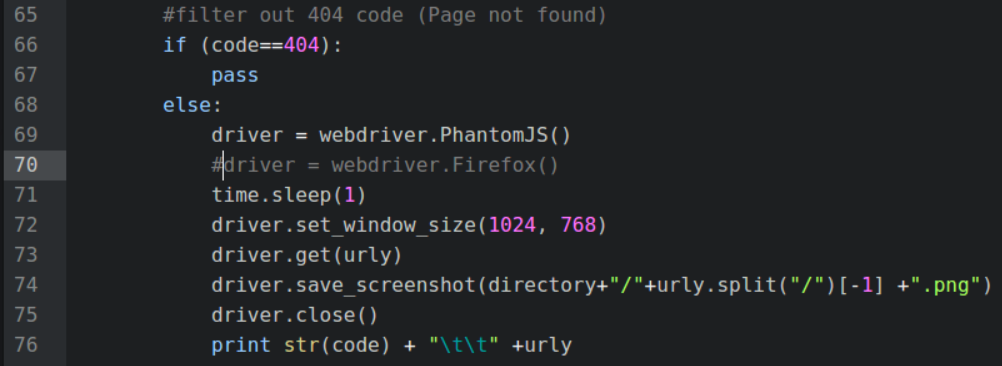 65 #filter out 404 code (Page not found)
66 if (code==404):
67 pass
68 else:
69 driver = webdriver.PhantomJS()
70 #driver = webdriver.Firefox()
71 time.sleep(1)
72 driver.set_window_size(1024, 768)
73 driver.get(urly)
74 driver.save_screenshot(directory+"/"+urly.split("/")[-1] +".png")
75 driver.close()
76 print str(code) + "\t\t" +urly